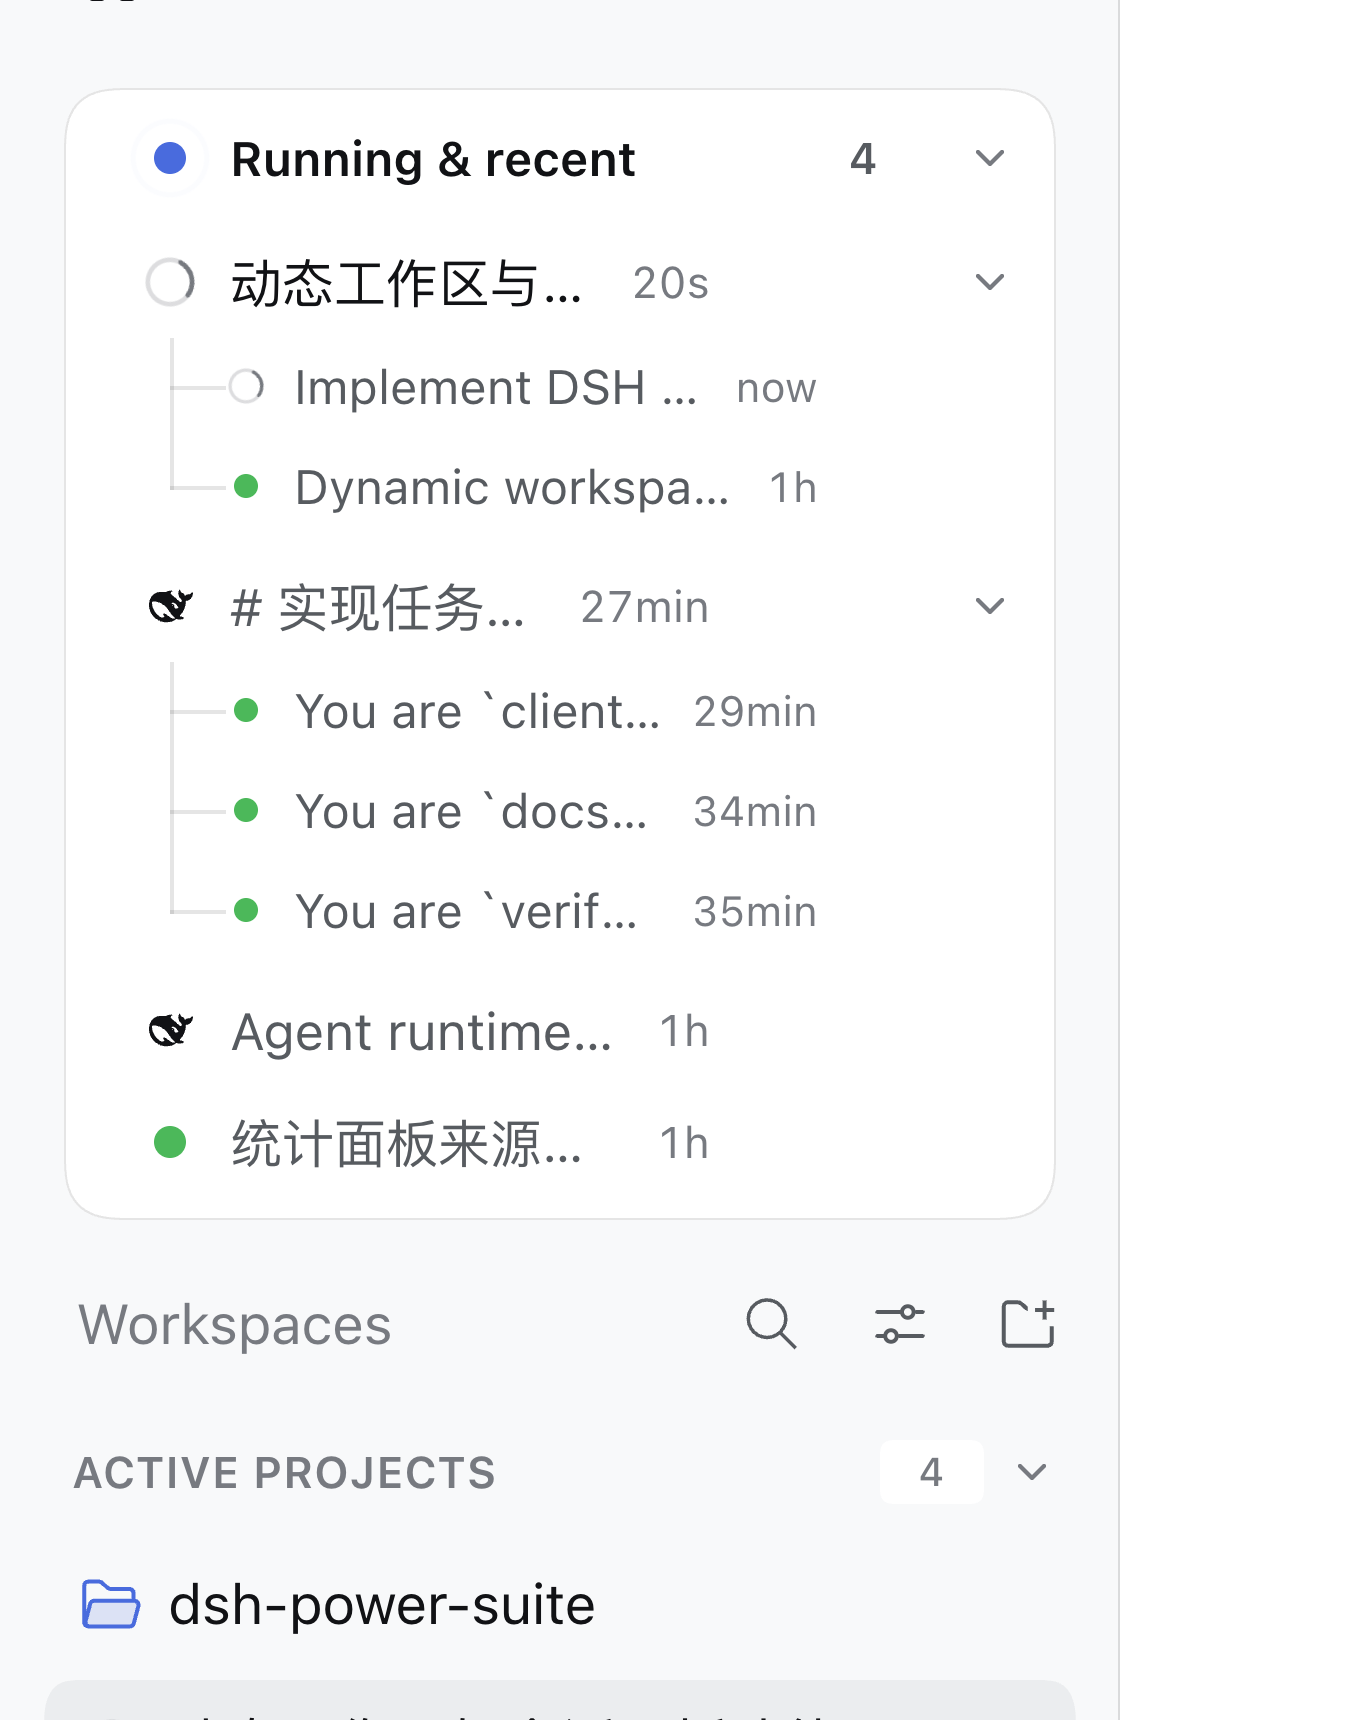 Running & recent 4
动态工作区与... 20s
Implement DSH ... now
Dynamic workspa... 1h
# 实现任务... 27min
You are `client... 29min
You are `docs... 34min
You are `verif... 35min
Agent runtime... 1h
统计面板来源... 1h
Workspaces
ACTIVE PROJECTS 4
dsh-power-suite